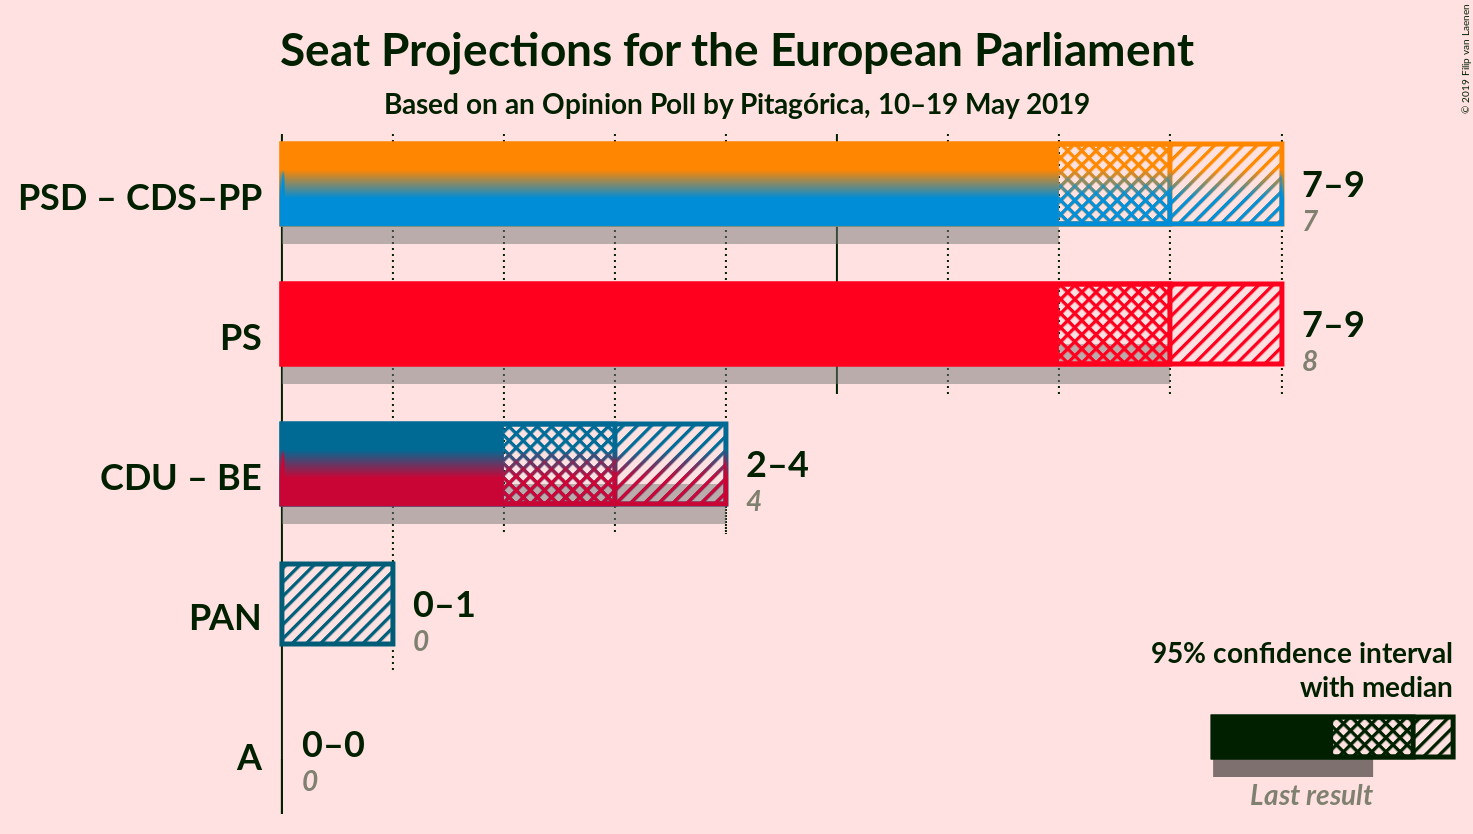 Seat Projections for the European Parliament
Based on an Opinion Poll by Pitagórica, 10–19 May 2019
© 2019 Filip van Laenen
PSD – CDS–PP
7–9
7
PS
7–9
8
CDU – BE
2–4
4
PAN
0–1
0
A
0–0
0
95% confidence interval
with median
Last result